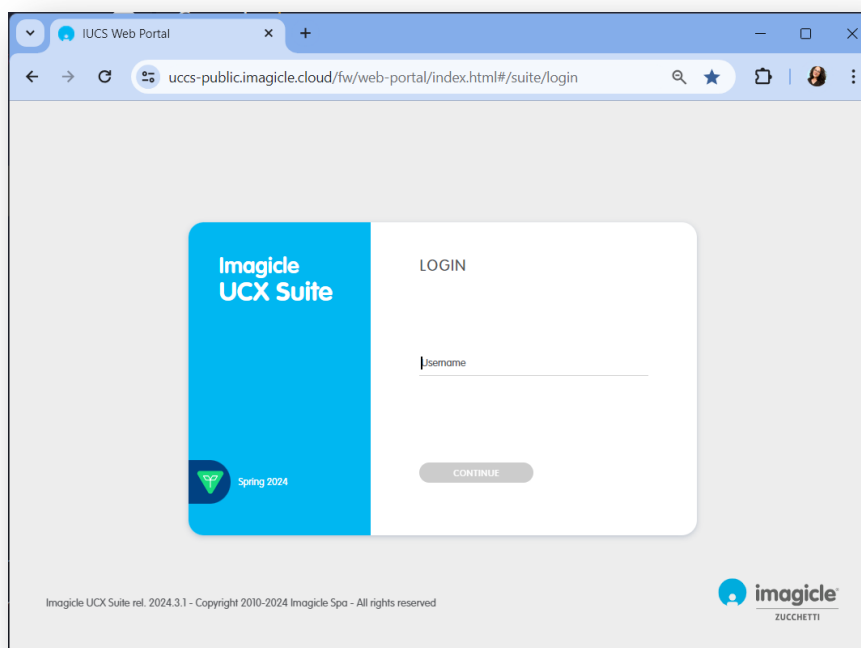 IUCS Web Portal
uccs-public.imagicle.cloud/fw/web-portal/index.html#/suite/login
Imagicle
UCX Suite
LOGIN
Username
CONTINUE
Spring 2024
Imagicle UCX Suite rel. 2024.3.1 - Copyright 2010-2024 Imagicle Spa - All rights reserved
imagicle
ZUCCHETTI